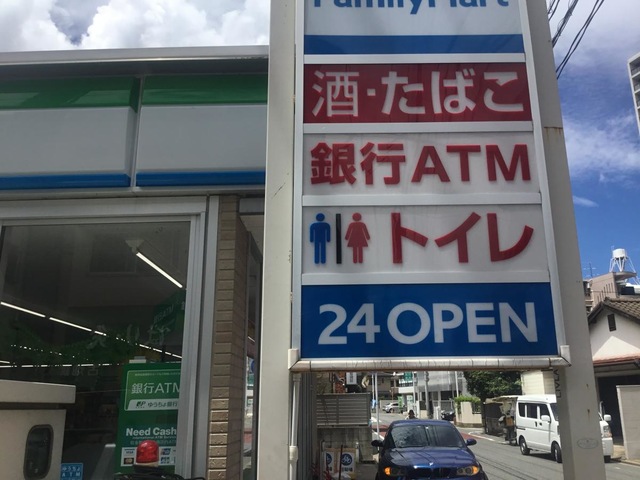 FamilyMart
酒・たばこ
銀行ATM
トイレ
24 OPEN
銀行ATM
ゆうちょ銀行
Need Cash